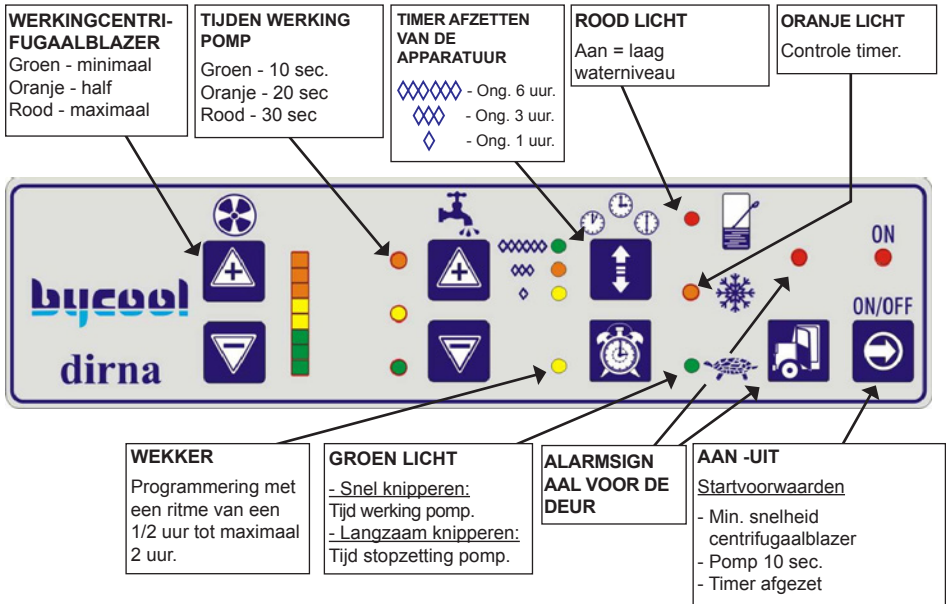 WERKINGCENTRI-
FUGAALBLAZER
Groen - minimaal
Oranje - half
Rood - maximaal
TIJDEN WERKING
POMP
Groen - 10 sec.
Oranje - 20 sec
Rood - 30 sec
TIMER AFZETTEN
VAN DE
APPARATUUR
- Ong. 6 uur.
- Ong. 3 uur.
- Ong. 1 uur.
ROOD LICHT
Aan = laag
waterniveau
ORANJE LICHT
Controle timer.
bycool
dirna
ON
ON/OFF
WEKKER
Programmering met
een ritme van een
1/2 uur tot maximaal
2 uur.
GROEN LICHT
- Snel knipperen:
Tijd werking pomp.
- Langzaam knipperen:
Tijd stopzetting pomp.
ALARMSIGN
AAL VOOR DE
DEUR
AAN -UIT
Startvoorwaarden
- Min. snelheid
centrifugaalblazer
- Pomp 10 sec.
- Timer afgezet